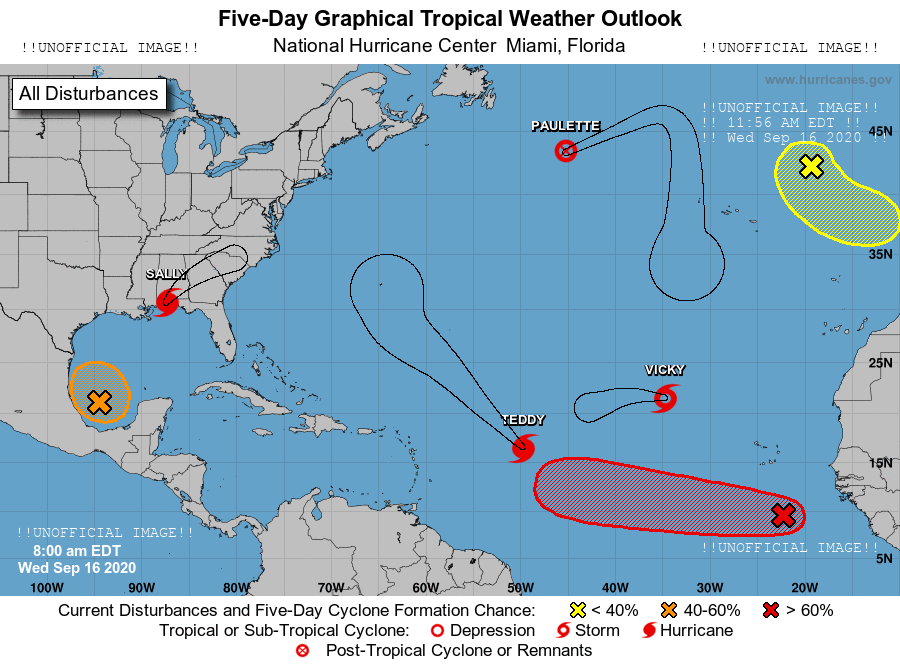 Five-Day Graphical Tropical Weather Outlook
!!UNOFFICIAL IMAGE!! National Hurricane Center  Miami, Florida !!UNOFFICIAL IMAGE!!
All Disturbances
www.hurricanes.gov
!!UNOFFICIAL IMAGE!!
!! 11:56 AM EDT !!
!! Wed Sep 16 2020 !!
PAULETTE
45N
35N
SALLY
25N
VICKY
TEDDY
15N
!!UNOFFICIAL IMAGE!!
8:00 am EDT
Wed Sep 16 2020
!!UNOFFICIAL IMAGE!!
5N
100W 90W 80W 70W 60W 50W 40W 30W 20W
Current Disturbances and Five-Day Cyclone Formation Chance: < 40% 40-60% > 60%
Tropical or Sub-Tropical Cyclone: Depression Storm Hurricane
Post-Tropical Cyclone or Remnants